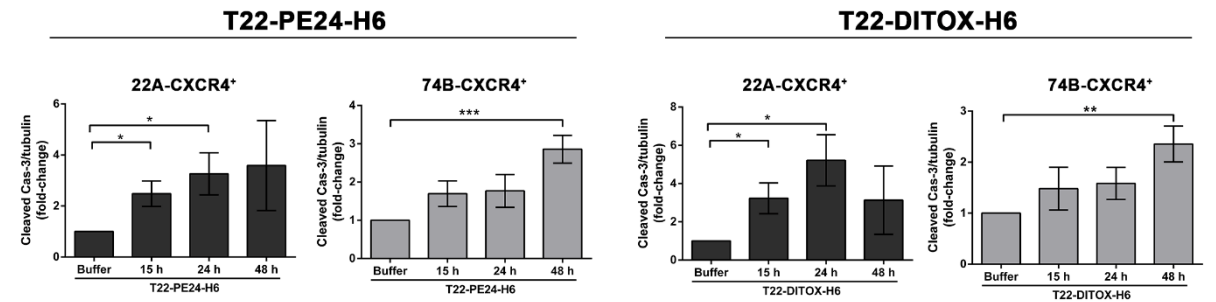 T22-PE24-H6
T22-DITOX-H6
22A-CXCR4⁺
Cleaved Cas-3/tubulin
(fold-change)
6
4
2
0
*
*
Buffer
15 h
24 h
48 h
T22-PE24-H6
74B-CXCR4⁺
Cleaved Cas-3/tubulin
(fold-change)
4
3
2
1
0
***
Buffer
15 h
24 h
48 h
T22-PE24-H6
22A-CXCR4⁺
Cleaved Cas-3/tubulin
(fold-change)
8
6
4
2
0
*
*
Buffer
15 h
24 h
48 h
T22-DITOX-H6
74B-CXCR4⁺
Cleaved Cas-3/tubulin
(fold-change)
3
2
1
0
**
Buffer
15 h
24 h
48 h
T22-DITOX-H6